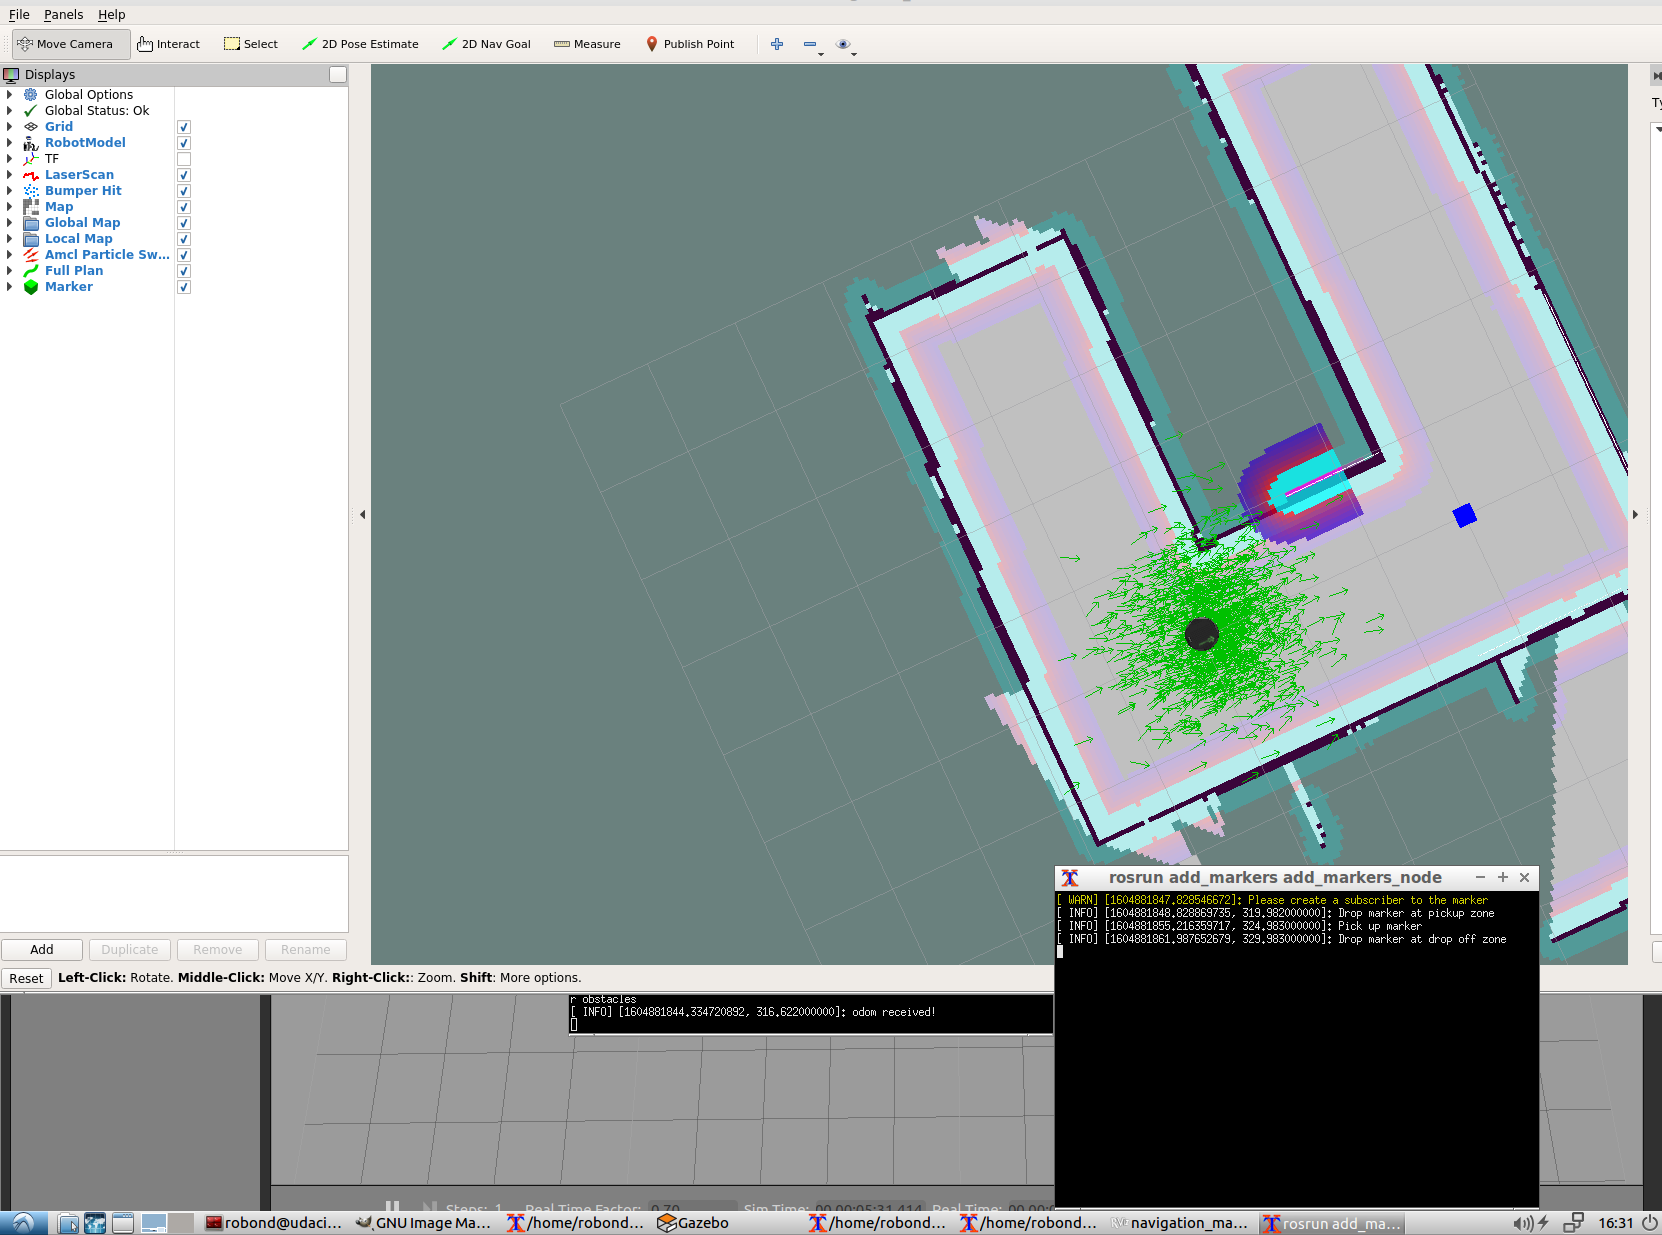 File Panels Help
Move Camera Interact Select 2D Pose Estimate 2D Nav Goal Measure Publish Point
Displays
Global Options
Global Status: Ok
Grid
RobotModel
TF
LaserScan
Bumper Hit
Map
Global Map
Local Map
Amcl Particle Sw...
Full Plan
Marker
Add Duplicate Remove Rename
Reset Left-Click: Rotate. Middle-Click: Move X/Y. Right-Click:: Zoom. Shift: More options.
rosrun add_markers add_markers_node
[ WARN] [1604881847.828546672]: Please create a subscriber to the marker
[ INFO] [1604881848.828869735, 319.982000000]: Drop marker at pickup zone
[ INFO] [1604881855.216359717, 324.983000000]: Pick up marker
[ INFO] [1604881861.987652679, 329.983000000]: Drop marker at drop off zone
r obstacles
[ INFO] [1604881844.334720892, 316.622000000]: odom received!
Steps: 1 Real Time Factor: 0.70 Sim Time: 00 00:05:31.414 Real Time:
robond@udaci... GNU Image Ma... /home/robond... Gazebo /home/robond... /home/robond... navigation_ma... rosrun add_ma... 16:31